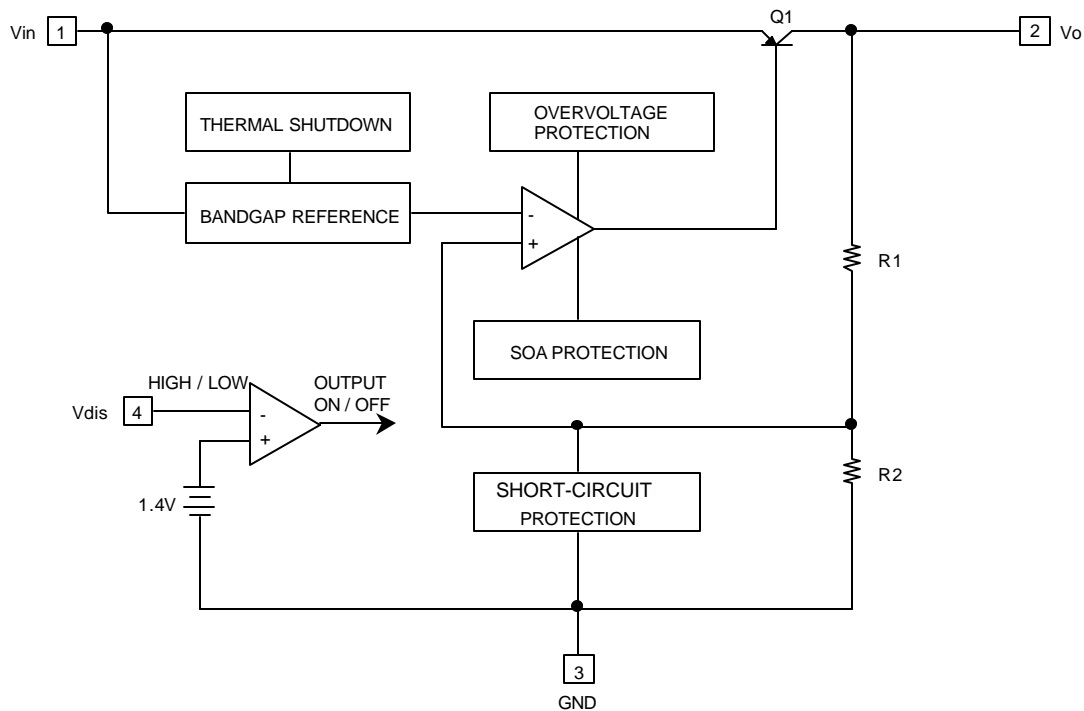 Q1
Vin 1
2 Vo
THERMAL SHUTDOWN
OVERVOLTAGE
PROTECTION
BANDGAP REFERENCE
-
+
R1
SOA PROTECTION
HIGH / LOW
OUTPUT
ON / OFF
Vdis 4
-
+
1.4V
SHORT-CIRCUIT
PROTECTION
R2
3
GND